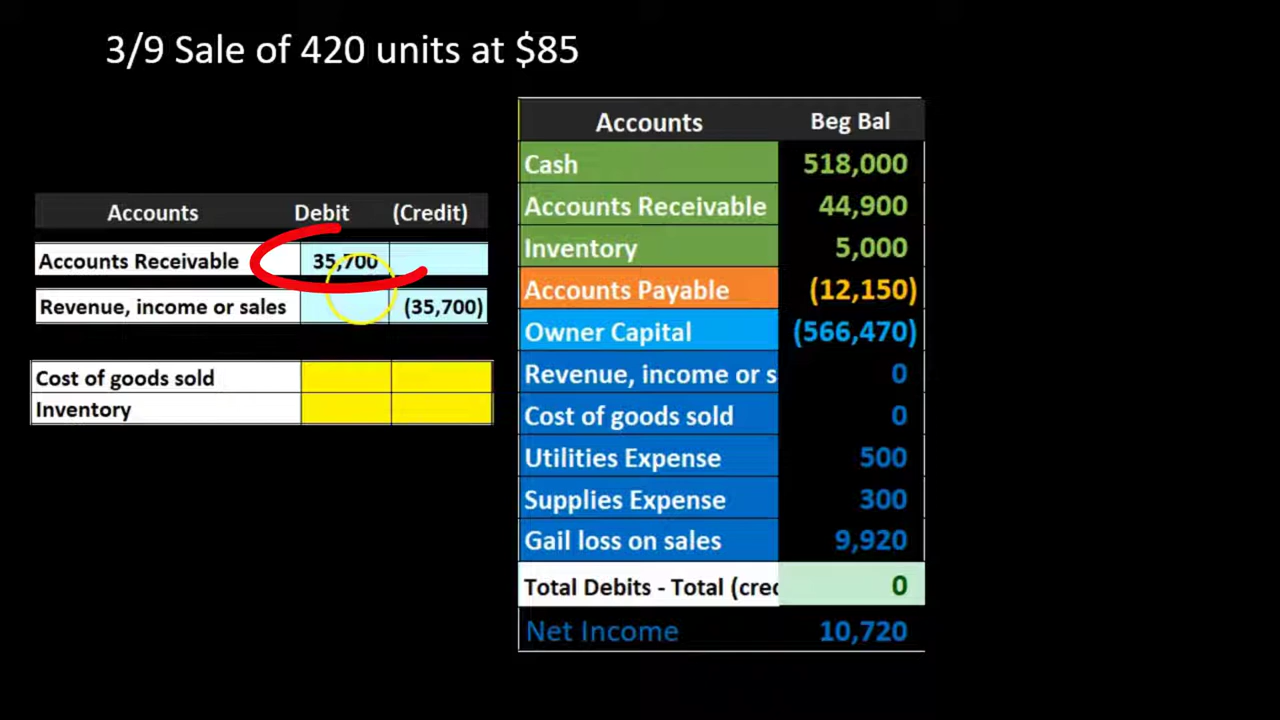 3/9 Sale of 420 units at $85
Accounts Debit (Credit)
Accounts Receivable 35,700
Revenue, income or sales (35,700)
Cost of goods sold
Inventory
Accounts Beg Bal
Cash 518,000
Accounts Receivable 44,900
Inventory 5,000
Accounts Payable (12,150)
Owner Capital (566,470)
Revenue, income or s 0
Cost of goods sold 0
Utilities Expense 500
Supplies Expense 300
Gail loss on sales 9,920
Total Debits - Total (cred 0
Net Income 10,720